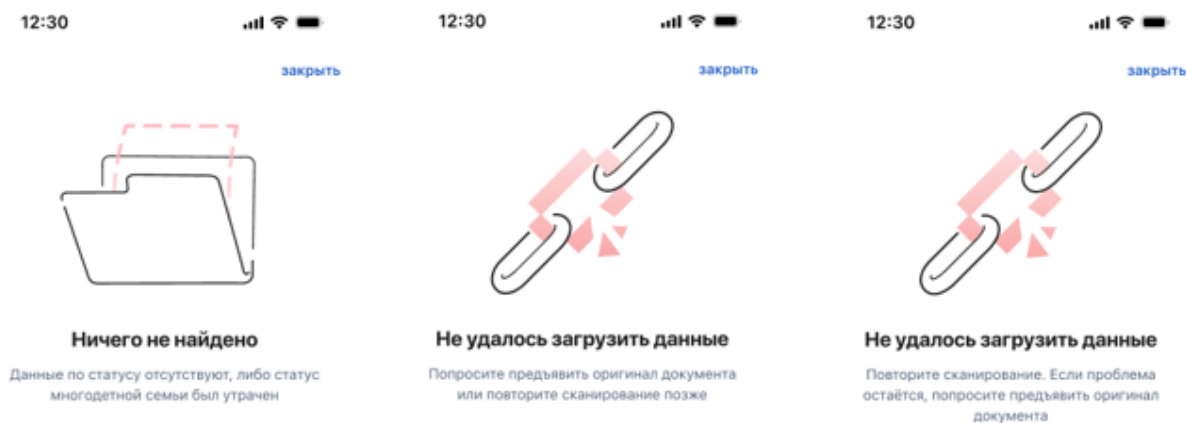 12:30
закрыть
Ничего не найдено
Данные по статусу отсутствуют, либо статус
многодетной семьи был утрачен
12:30
закрыть
Не удалось загрузить данные
Попросите предъявить оригинал документа
или повторите сканирование позже
12:30
закрыть
Не удалось загрузить данные
Повторите сканирование. Если проблема
остаётся, попросите предъявить оригинал
документа